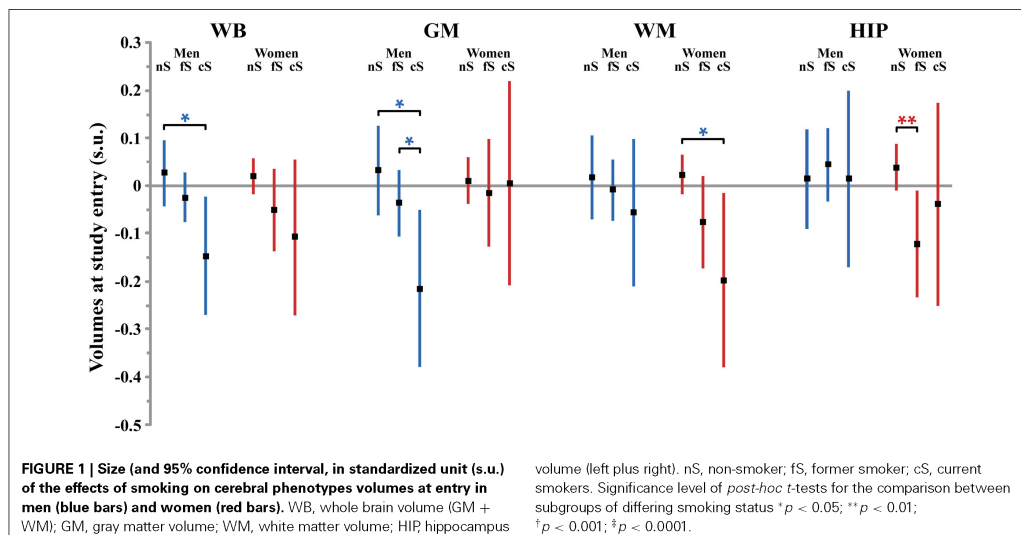 WB GM WM HIP
Men Women Men Women Men Women Men Women
nS fS cS nS fS cS nS fS cS nS fS cS nS fS cS nS fS cS nS fS cS nS fS cS
Volumes at study entry (s.u.)
0.3
0.2
0.1
0
-0.1
-0.2
-0.3
-0.4
-0.5
* * * * **
FIGURE 1 | Size (and 95% confidence interval, in standardized unit (s.u.)
of the effects of smoking on cerebral phenotypes volumes at entry in
men (blue bars) and women (red bars). WB, whole brain volume (GM +
WM); GM, gray matter volume; WM, white matter volume; HIP, hippocampus
volume (left plus right). nS, non-smoker; fS, former smoker; cS, current
smokers. Significance level of post-hoc t-tests for the comparison between
subgroups of differing smoking status *p < 0.05; **p < 0.01;
†p < 0.001; ‡p < 0.0001.